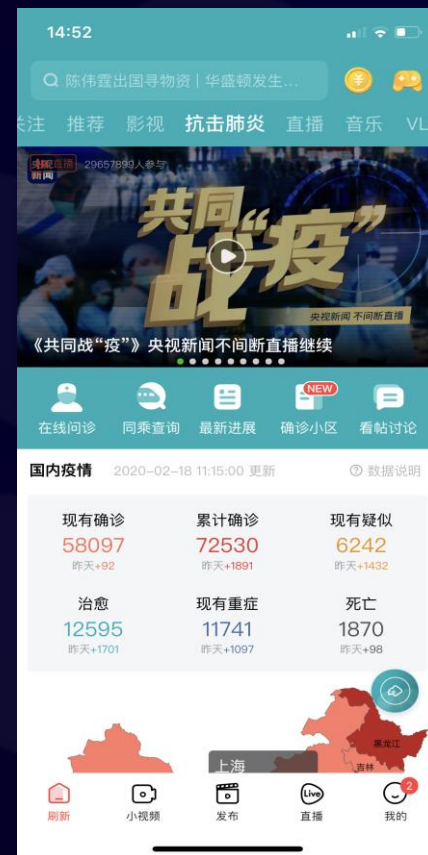 14:52
陈伟霆出国寻物资 | 华盛顿发生...
关注 推荐 影视 抗击肺炎 直播 音乐 VL
央视新闻 直播 29657899人参与
共同“战疫”
央视新闻 不间断直播
《共同战“疫”》央视新闻不间断直播继续
NEW
在线问诊 同乘查询 最新进展 确诊小区 看帖讨论
国内疫情 2020-02-18 11:15:00 更新 数据说明
现有确诊 累计确诊 现有疑似
58097 72530 6242
昨天+92 昨天+1891 昨天+1432
治愈 现有重症 死亡
12595 11741 1870
昨天+1701 昨天+1097 昨天+98
黑龙江
上海 吉林
Live 2
刷新 小视频 发布 直播 我的